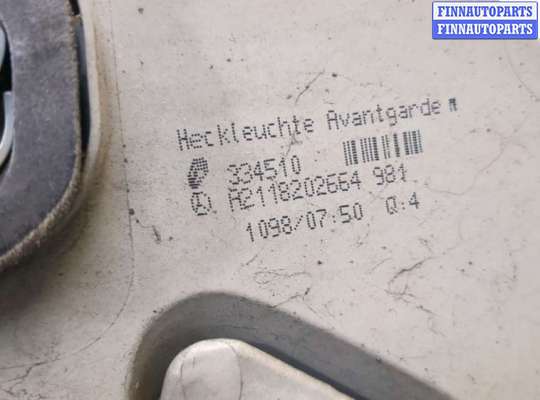 FINNAUTOPARTS
FINNAUTOPARTS
Heckleuchte Avantgarde
334510
A2118202664 981
1098/07:50 Q:4